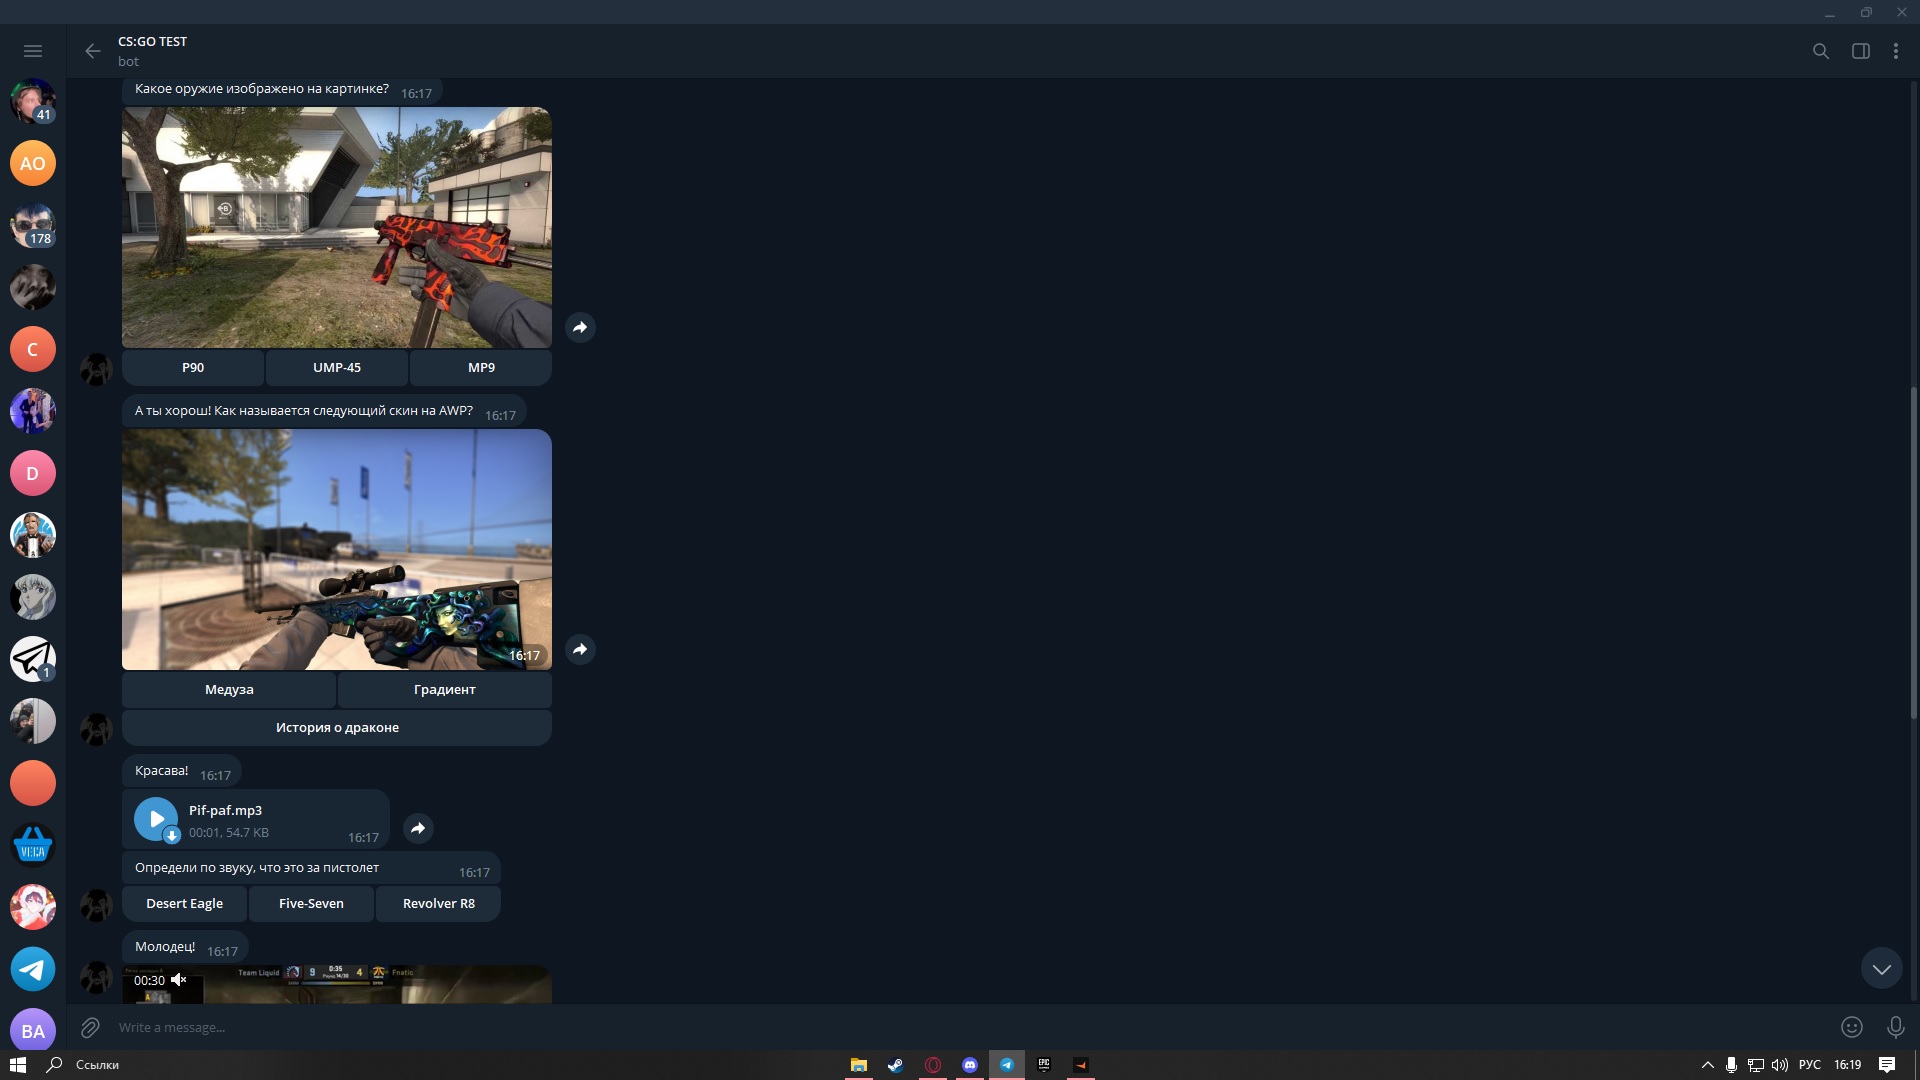 CS:GO TEST
bot
41
AO
178
C
D
1
VEGA
BA
Какое оружие изображено на картинке? 16:17
P90 UMP-45 MP9
А ты хорош! Как называется следующий скин на AWP? 16:17
16:17
Медуза Градиент
История о драконе
Красава! 16:17
Pif-paf.mp3
00:01, 54.7 KB 16:17
Определи по звуку, что это за пистолет 16:17
Desert Eagle Five-Seven Revolver R8
Молодец! 16:17
Team Liquid 9 0:35 4 Fnatic
00:30
A
Write a message...
Ссылки
EPIC
РУС 16:19